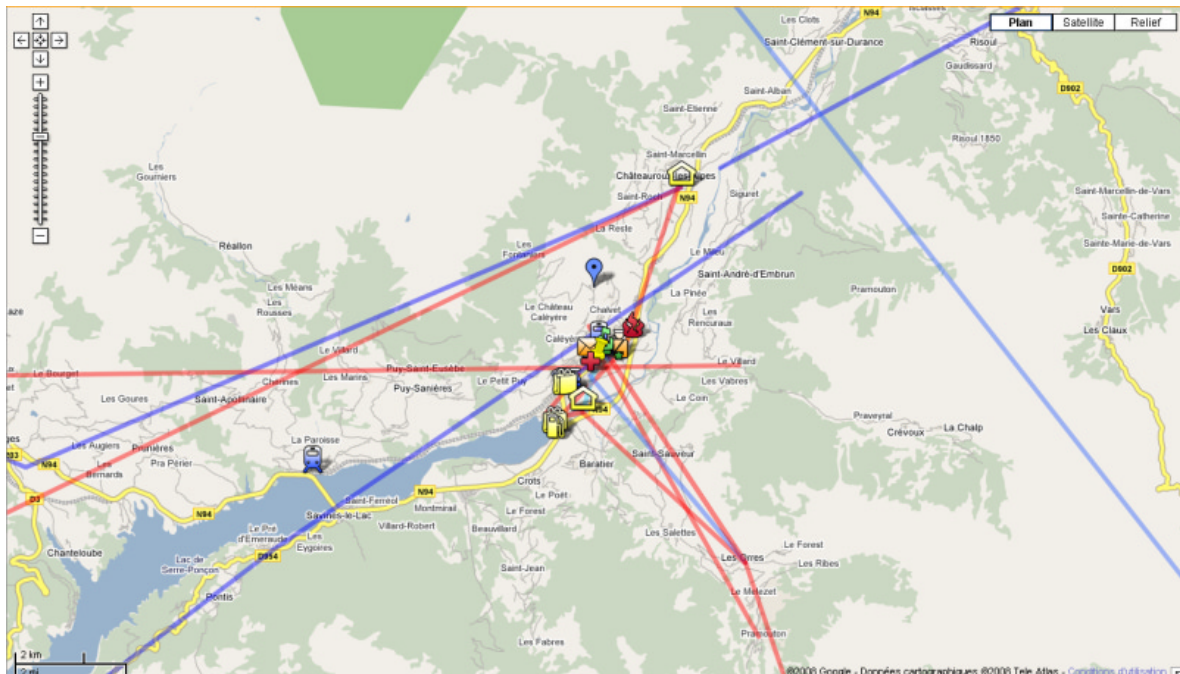 Les Clots
N94
Risoul
Plan
Satellite
Relief
Saint-Clément-sur-Durance
Gaudissard
Saint-Alban
D902
Saint-Etienne
Risoul 1850
Saint-Marcellin
Les
Gourniers
Saint-Roch
N94
Siguret
Saint-Marcellin-de-Vars
Sainte-Catherine
La Reste
Réallon
Les
Fontaniers
Le Mileu
Sainte-Marie-de-Vars
Saint-André-d'Embrun
D902
Les Méans
Les
Rousses
La Pinée
Pramouton
Le Château
Caléyère
Chalvet
Les
Rencuraux
Vars
Les Claux
Le Villard
Puy-Saint-Eusèbe
Le Villard
Le Bourget
Chérines
Les Marins
Puy-Sanières
Le Petit Puy
Les Vabres
Les Goures
Saint-Apollinaire
Le Coin
Praveyral
Crévoux
La Chalp
Les Augiers
Prunières
La Paroisse
Saint-Sauveur
N94
Les
Bernards
Pra Périer
Baratier
D3
N94
Saint-Ferréol
N94
Crots
Le Poët
Savines-le-Lac
Montmirail
Villard-Robert
Le Forest
Le Pré
d'Emeraude
Les
Eygoires
Beauvillard
Les Salettes
Le Forest
Chanteloube
Lac de
Serre-Ponçon
D954
Les Orres
Les Ribes
Saint-Jean
Pontis
Le Mélezet
Les Fabres
Pramouton
2 km
2 mi
©2008 Google - Données cartographiques ©2008 Tele Atlas - Conditions d'utilisation